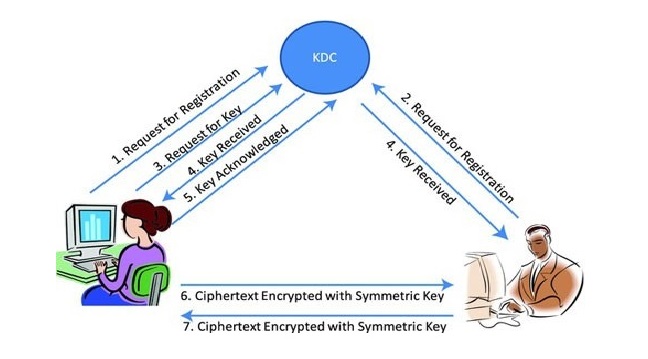 KDC
1. Request for Registration
3. Request for Key
4. Key Received
5. Key Acknowledged
2. Request for Registration
4. Key Received
6. Ciphertext Encrypted with Symmetric Key
7. Ciphertext Encrypted with Symmetric Key